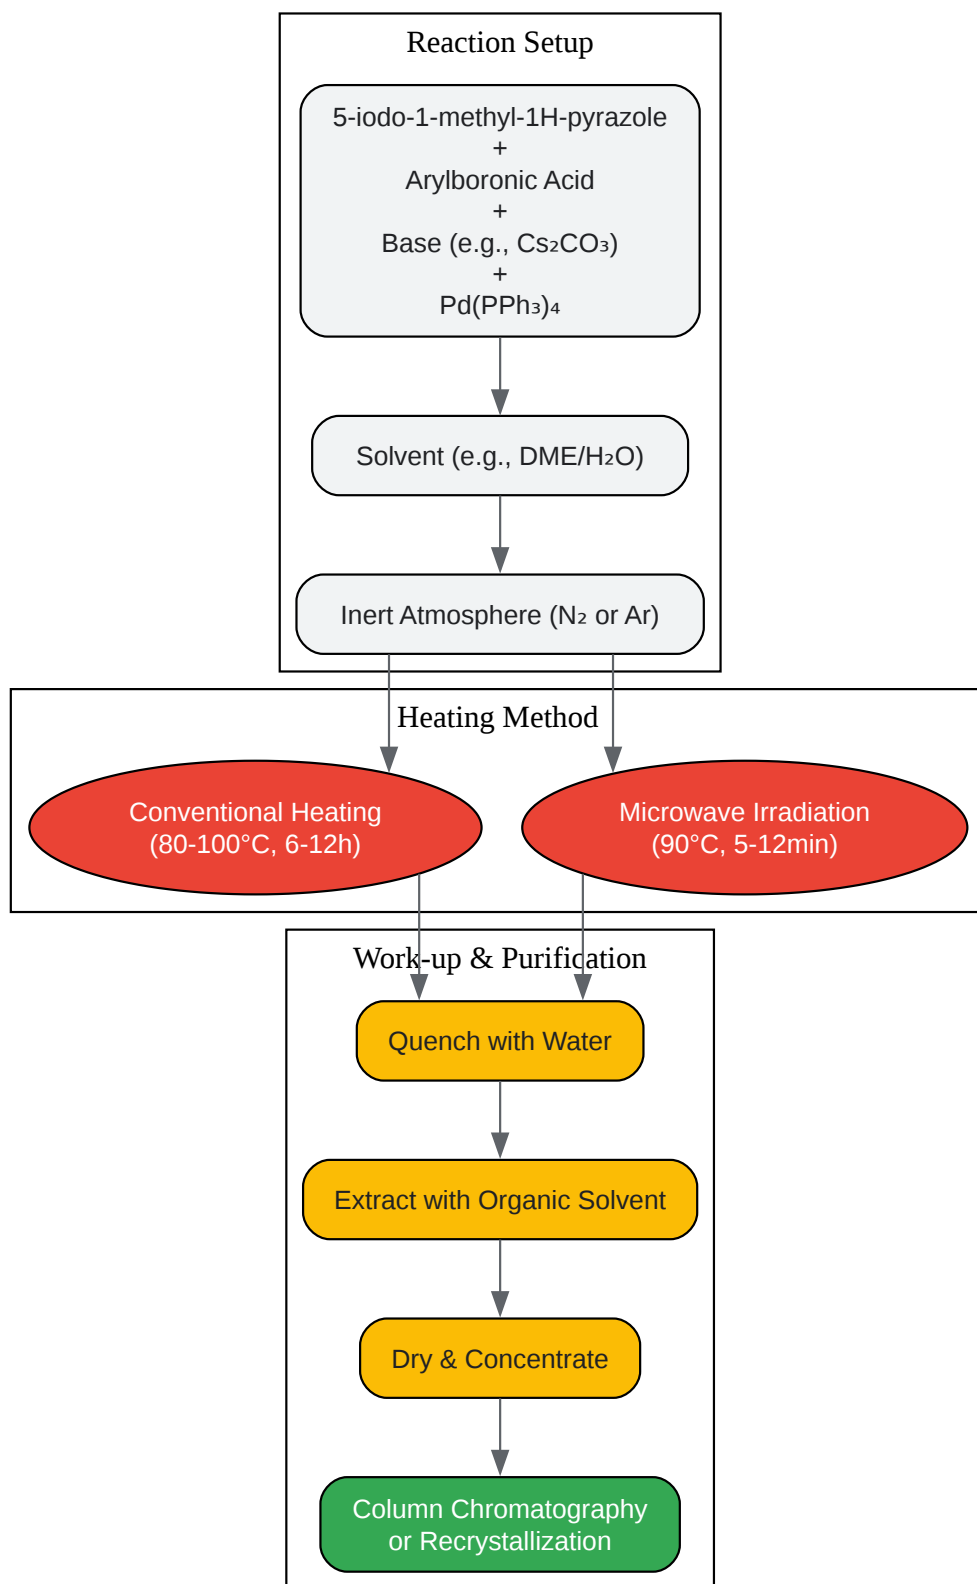 Reaction Setup
5-iodo-1-methyl-1H-pyrazole
+
Arylboronic Acid
+
Base (e.g., Cs₂CO₃)
+
Pd(PPh₃)₄
Solvent (e.g., DME/H₂O)
Inert Atmosphere (N₂ or Ar)
Heating Method
Conventional Heating
(80-100°C, 6-12h)
Microwave Irradiation
(90°C, 5-12min)
Work-up & Purification
Quench with Water
Extract with Organic Solvent
Dry & Concentrate
Column Chromatography
or Recrystallization